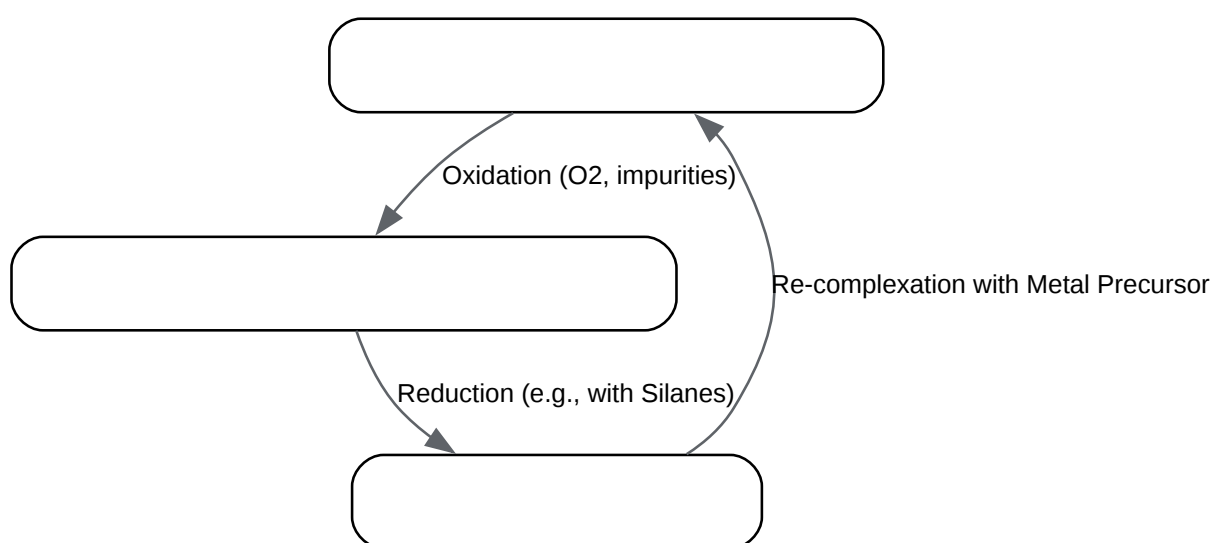 Oxidation (O2, impurities)
Re-complexation with Metal Precursor
Reduction (e.g., with Silanes)